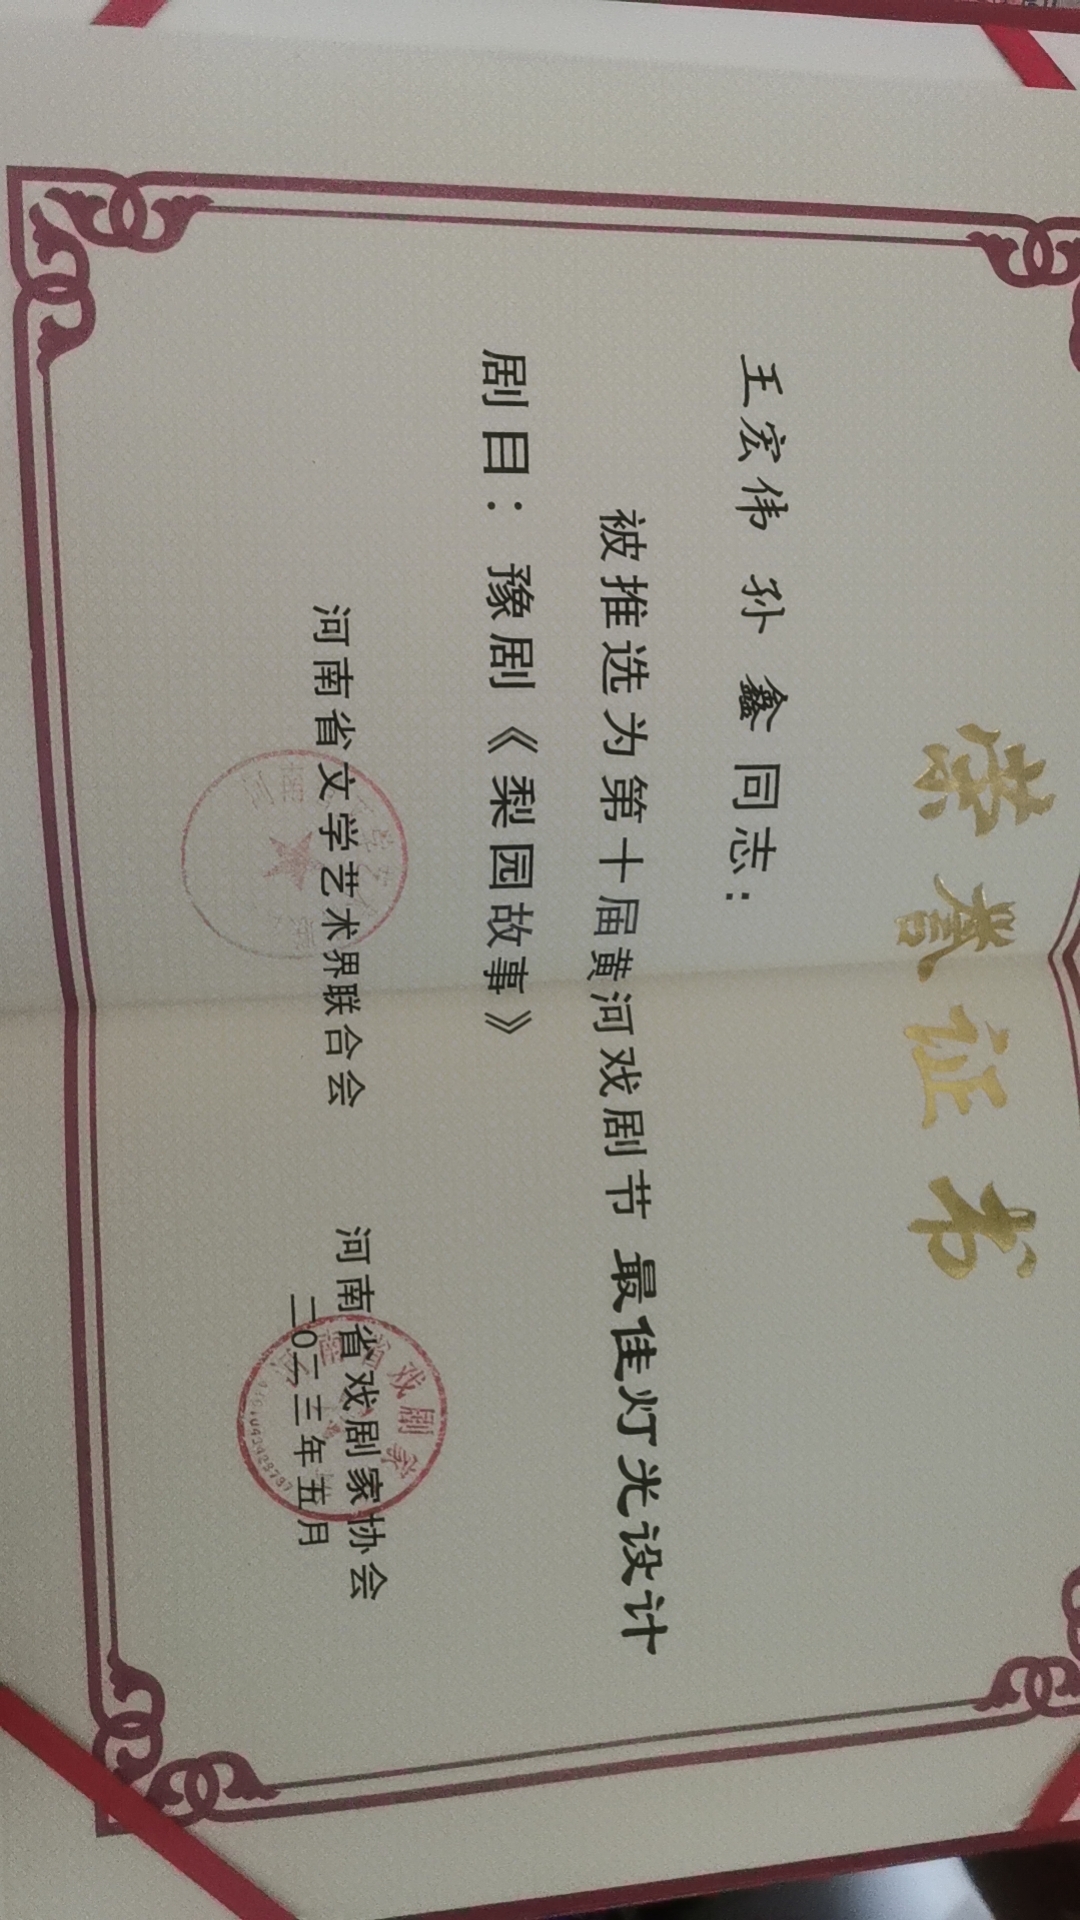 荣誉证书
王宏伟 孙鑫 同志：
被推选为第十届黄河戏剧节 最佳灯光设计
剧目：豫剧《梨园故事》
河南省文学艺术界联合会 河南省戏剧家协会
二〇二三年五月